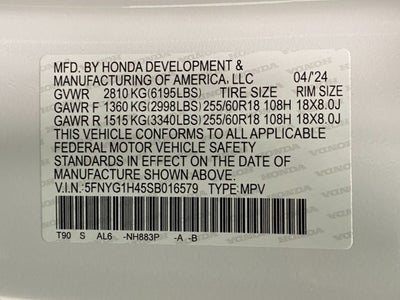 MFD. BY HONDA DEVELOPMENT &
MANUFACTURING OF AMERICA, LLC 04/'24
GVWR 2810 KG(6195LBS) TIRE SIZE RIM SIZE
GAWR F 1360 KG(2998LBS) 255/60R18 108H 18X8.0J
GAWR R 1515 KG(3340LBS) 255/60R18 108H 18X8.0J
THIS VEHICLE CONFORMS TO ALL APPLICABLE
FEDERAL MOTOR VEHICLE SAFETY
STANDARDS IN EFFECT ON THE DATE OF
MANUFACTURE SHOWN ABOVE.
V.I.N.: 5FNYG1H45SB016579 TYPE: MPV
T90 S AL6 -NH883P -A -B